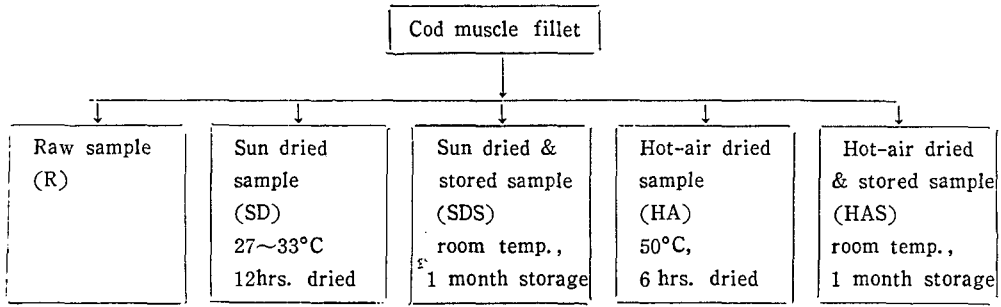 Cod muscle fillet
Raw sample
(R)
Sun dried
sample
(SD)
27~33°C
12hrs. dried
Sun dried &
stored sample
(SDS)
room temp.,
1 month storage
Hot-air dried
sample
(HA)
50°C,
6 hrs. dried
Hot-air dried
& stored sample
(HAS)
room temp.,
1 month storage